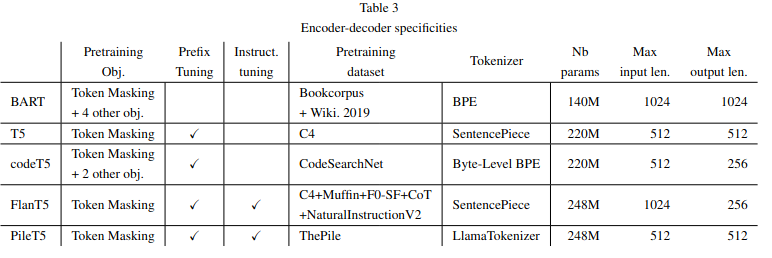 Table 3
Encoder-decoder specificities
Pretraining Obj. Prefix Tuning Instruct. tuning Pretraining dataset Tokenizer Nb params Max input len. Max output len.
BART Token Masking + 4 other obj. Bookcorpus + Wiki. 2019 BPE 140M 1024 1024
T5 Token Masking ✓ C4 SentencePiece 220M 512 512
codeT5 Token Masking + 2 other obj. ✓ CodeSearchNet Byte-Level BPE 220M 512 256
FlanT5 Token Masking ✓ ✓ C4+Muffin+F0-SF+CoT +NaturalInstructionV2 SentencePiece 248M 1024 256
PileT5 Token Masking ✓ ✓ ThePile LlamaTokenizer 248M 512 512